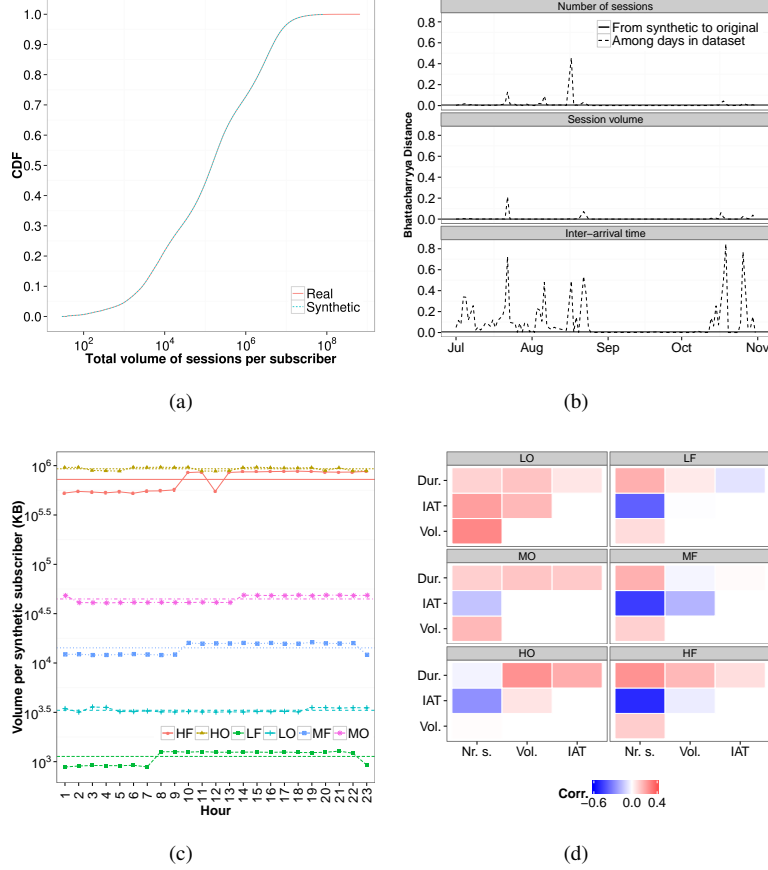 1.0
0.9
0.8
0.7
0.6
0.5
0.4
0.3
0.2
0.1
0.0
CDF
Real
Synthetic
10^2 10^4 10^6 10^8
Total volume of sessions per subscriber
(a)
Number of sessions
From synthetic to original
Among days in dataset
0.8
0.6
0.4
0.2
0.0
Session volume
0.8
0.6
0.4
0.2
0.0
Inter−arrival time
0.8
0.6
0.4
0.2
0.0
Bhattacharrya Distance
Jul Aug Sep Oct Nov
(b)
10^6
10^5.5
10^5
10^4.5
10^4
10^3.5
10^3
Volume per synthetic subscriber (KB)
HF HO LF LO MF MO
1 2 3 4 5 6 7 8 9 10 11 12 13 14 15 16 17 18 19 20 21 22 23
Hour
(c)
LO LF
Dur.
IAT
Vol.
MO MF
Dur.
IAT
Vol.
HO HF
Dur.
IAT
Vol.
Nr. s. Vol. IAT Nr. s. Vol. IAT
Corr.
−0.6 0.0 0.4
(d)